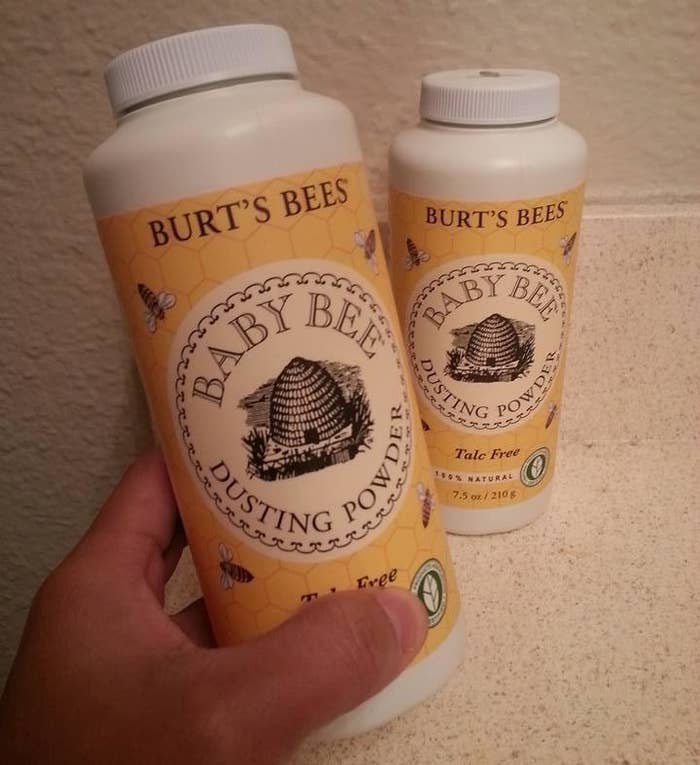 BURT'S BEES
BABY BEE
DUSTING POWDER
Free
BURT'S BEES
BABY BEE
DUSTING POWDER
Talc Free
100% NATURAL
7.5 oz / 210 g